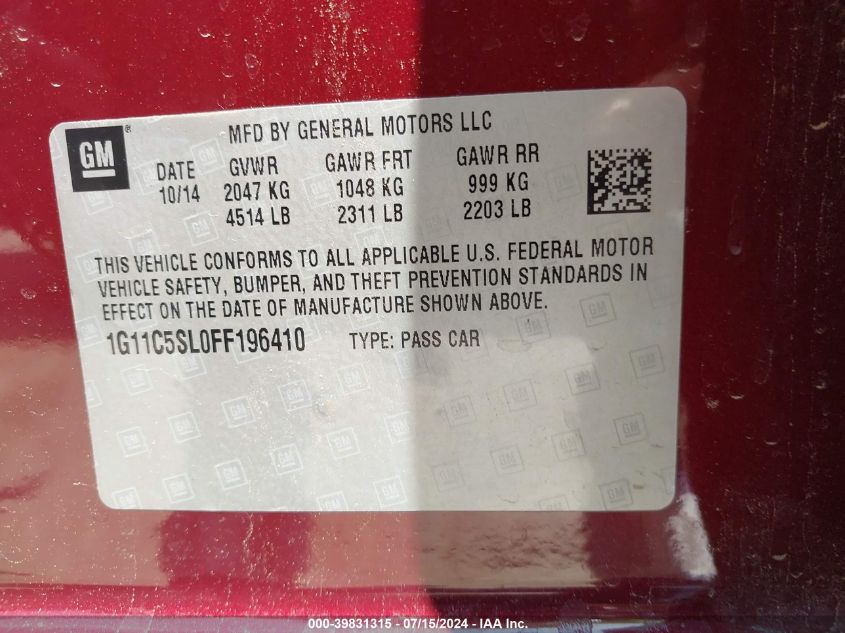 GM®
MFD BY GENERAL MOTORS LLC
DATE GVWR GAWR FRT GAWR RR
10/14 2047 KG 1048 KG 999 KG
4514 LB 2311 LB 2203 LB
THIS VEHICLE CONFORMS TO ALL APPLICABLE U.S. FEDERAL MOTOR
VEHICLE SAFETY, BUMPER, AND THEFT PREVENTION STANDARDS IN
EFFECT ON THE DATE OF MANUFACTURE SHOWN ABOVE.
1G11C5SL0FF196410 TYPE: PASS CAR
000-39831315 - 07/15/2024 - IAA Inc.